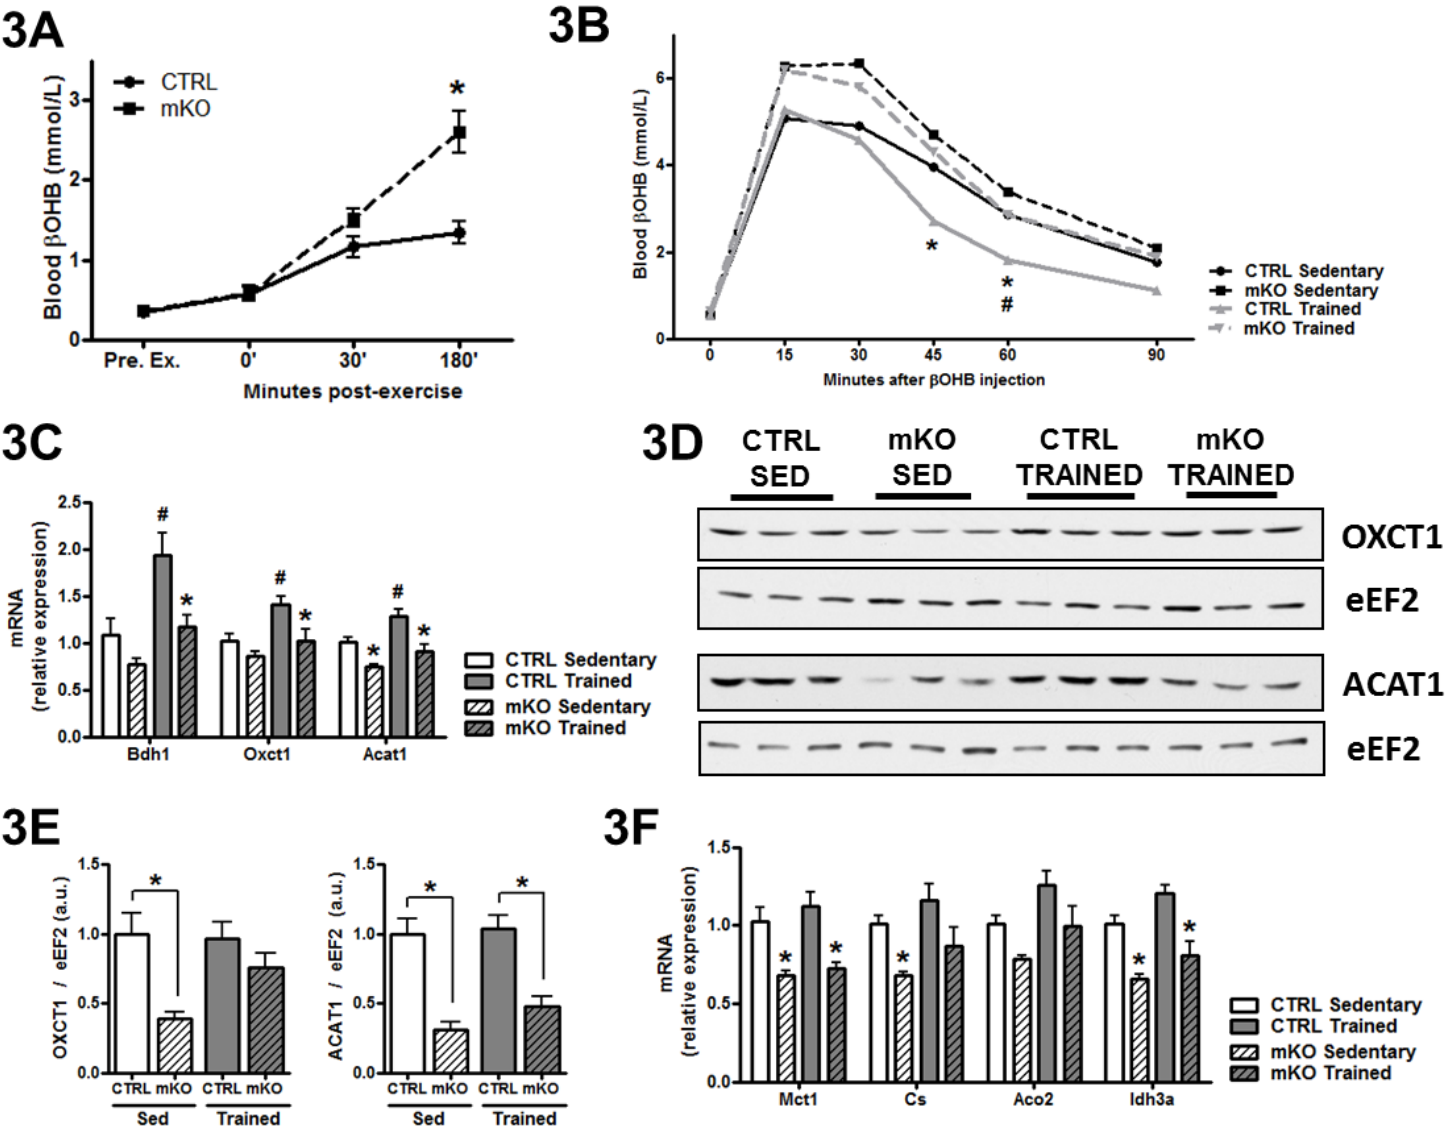 3A
Blood βOHB (mmol/L)
3
2
1
0
CTRL
mKO
*
Pre. Ex. 0' 30' 180'
Minutes post-exercise
3B
Blood βOHB (mmol/L)
6
4
2
0
*
*
#
0 15 30 45 60 90
Minutes after βOHB injection
CTRL Sedentary
mKO Sedentary
CTRL Trained
mKO Trained
3C
mRNA
(relative expression)
2.5
2.0
1.5
1.0
0.5
0.0
# * # * * # *
Bdh1 Oxct1 Acat1
CTRL Sedentary
CTRL Trained
mKO Sedentary
mKO Trained
3D
CTRL SED
mKO SED
CTRL TRAINED
mKO TRAINED
OXCT1
eEF2
ACAT1
eEF2
3E
OXCT1 / eEF2 (a.u.)
1.5
1.0
0.5
0.0
*
CTRL mKO CTRL mKO
Sed Trained
ACAT1 / eEF2 (a.u.)
1.5
1.0
0.5
0.0
* *
CTRL mKO CTRL mKO
Sed Trained
3F
mRNA
(relative expression)
1.5
1.0
0.5
0.0
* * * * *
Mct1 Cs Aco2 Idh3a
CTRL Sedentary
CTRL Trained
mKO Sedentary
mKO Trained